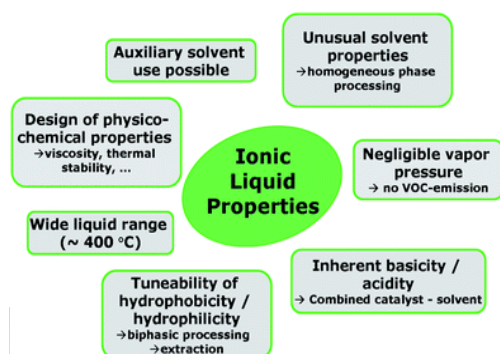 Auxiliary solvent
use possible
Unusual solvent
properties
→homogeneous phase
processing
Design of physico-
chemical properties
→viscosity, thermal
stability, ...
Ionic
Liquid
Properties
Negligible vapor
pressure
→ no VOC-emission
Wide liquid range
(~ 400 °C)
Inherent basicity /
acidity
→ Combined catalyst - solvent
Tuneability of
hydrophobicity /
hydrophilicity
→biphasic processing
→extraction